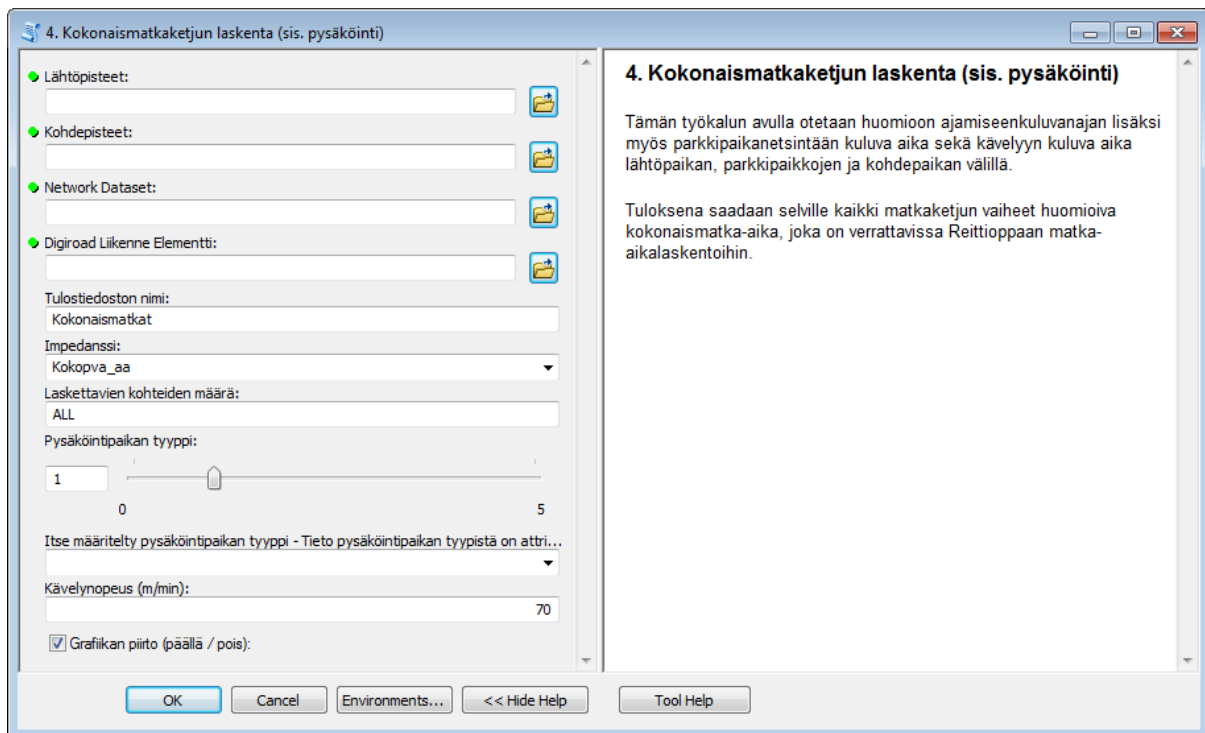 4. Kokonaismatkaketjun laskenta (sis. pysäköinti)
Lähtöpisteet:
Kohdepisteet:
Network Dataset:
Digiroad Liikenne Elementti:
Tulostiedoston nimi:
Kokonaismatkat
Impedanssi:
Kokopva_aa
Laskettavien kohteiden määrä:
ALL
Pysäköintipaikan tyyppi:
1
0 5
Itse määritelty pysäköintipaikan tyyppi - Tieto pysäköintipaikan tyypistä on attri...
Kävelynopeus (m/min):
70
Grafiikan piirto (päällä / pois):
4. Kokonaismatkaketjun laskenta (sis. pysäköinti)
Tämän työkalun avulla otetaan huomioon ajamiseenkuluvanajan lisäksi
myös parkkipaikanetsintään kuluva aika sekä kävelyyn kuluva aika
lähtöpaikan, parkkipaikkojen ja kohdepaikan välillä.
Tuloksena saadaan selville kaikki matkaketjun vaiheet huomioiva
kokonaismatka-aika, joka on verrattavissa Reittioppaan matka-
aikalaskentoihin.
OK Cancel Environments... << Hide Help Tool Help